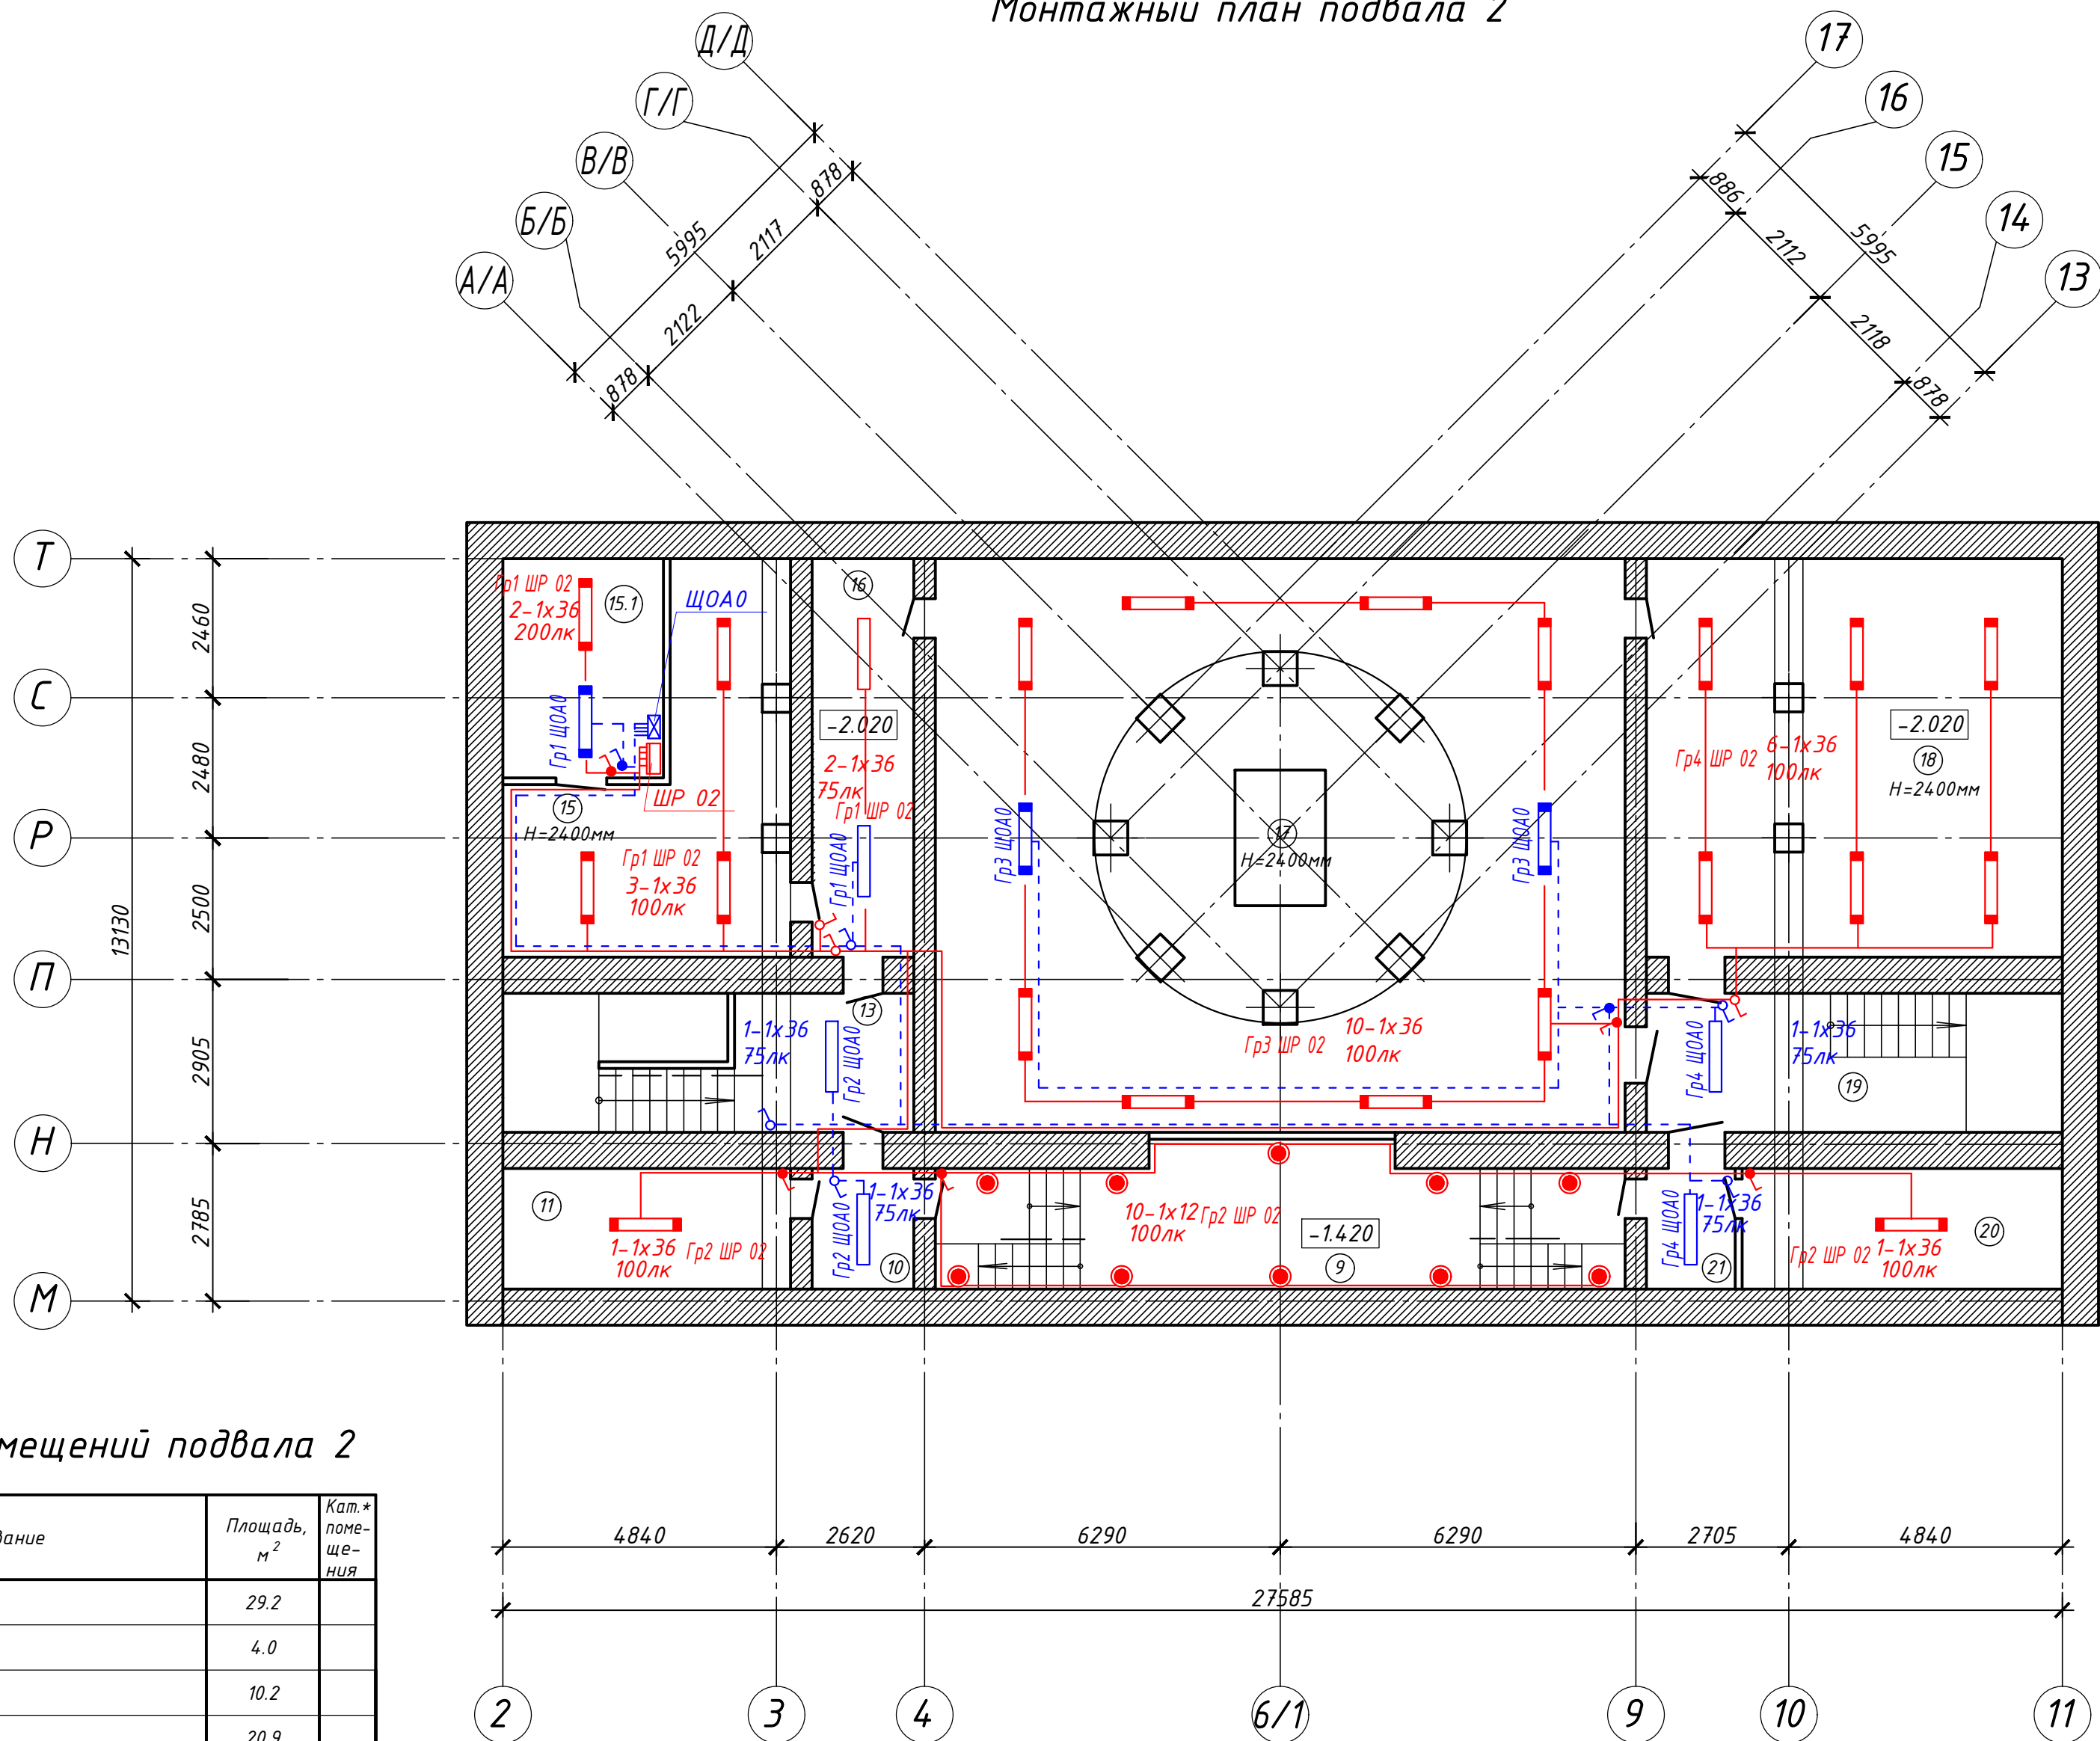 Монтажный план подвала 2
Д/Д
Г/Г
В/В
Б/Б
А/А
17
16
15
14
13
5995
878
2117
2122
878
886
2112
5995
2118
878
Т
С
Р
П
Н
М
2460
2480
2500
2905
2785
13130
Гр1 ШР 02
2-1х36
200лк
15.1
ЩОА0
Гр1 ЩОА0
ШР 02
15
Н=2400мм
Гр1 ШР 02
3-1х36
100лк
16
-2.020
2-1х36
75лк
Гр1 ШР 02
Гр1 ЩОА0
Гр3 ЩОА0
17
Н=2400мм
Гр3 ЩОА0
Гр3 ШР 02
10-1х36
100лк
Гр4 ШР 02
6-1х36
100лк
-2.020
18
Н=2400мм
13
1-1х36
75лк
Гр2 ЩОА0
Гр4 ЩОА0
1-1х36
75лк
19
11
1-1х36
100лк
Гр2 ШР 02
Гр2 ЩОА0
1-1х36
75лк
10
10-1х12
100лк
Гр2 ШР 02
-1.420
9
Гр4 ЩОА0
1-1х36
75лк
21
Гр2 ШР 02
1-1х36
100лк
20
4840
2620
6290
6290
2705
4840
27585
2
3
4
6/1
9
10
11
мещений подвала 2
вание
Площадь,
м²
Кат.*
поме-
ще-
ния
29.2
4.0
10.2
20.9